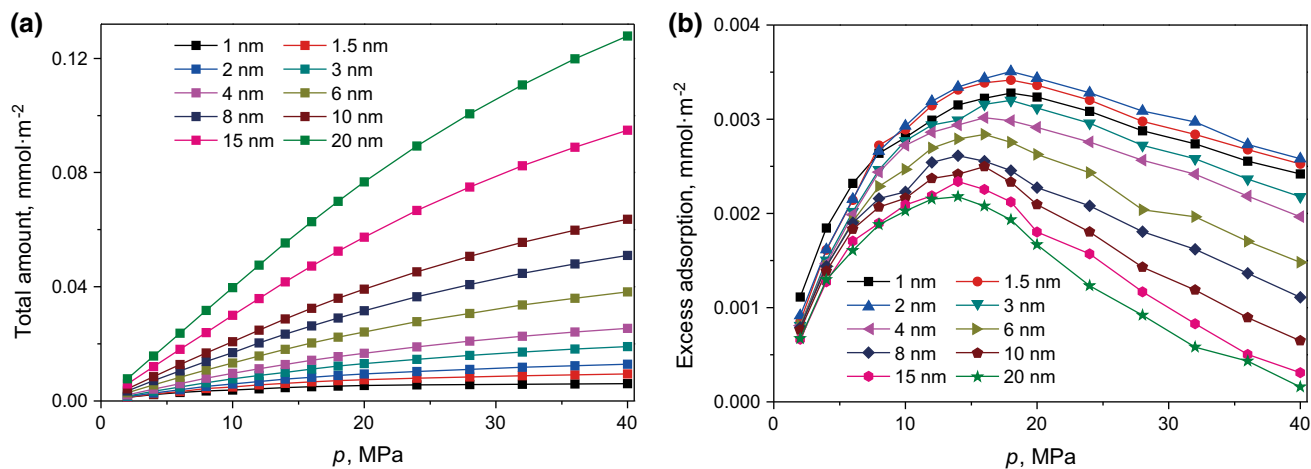 (a)
Total amount, mmol·m-2
0.12
0.08
0.04
0.00
1 nm 1.5 nm
2 nm 3 nm
4 nm 6 nm
8 nm 10 nm
15 nm 20 nm
0 10 20 30 40
p, MPa
(b)
Excess adsorption, mmol·m-2
0.004
0.003
0.002
0.001
0.000
1 nm 1.5 nm
2 nm 3 nm
4 nm 6 nm
8 nm 10 nm
15 nm 20 nm
0 10 20 30 40
p, MPa